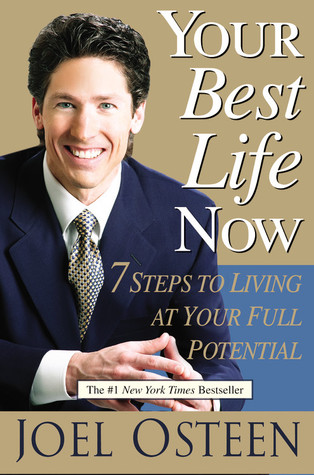 YOUR
Best
Life
NOW
7 STEPS TO LIVING
AT YOUR FULL
POTENTIAL
The #1 New York Times Bestseller
JOEL OSTEEN